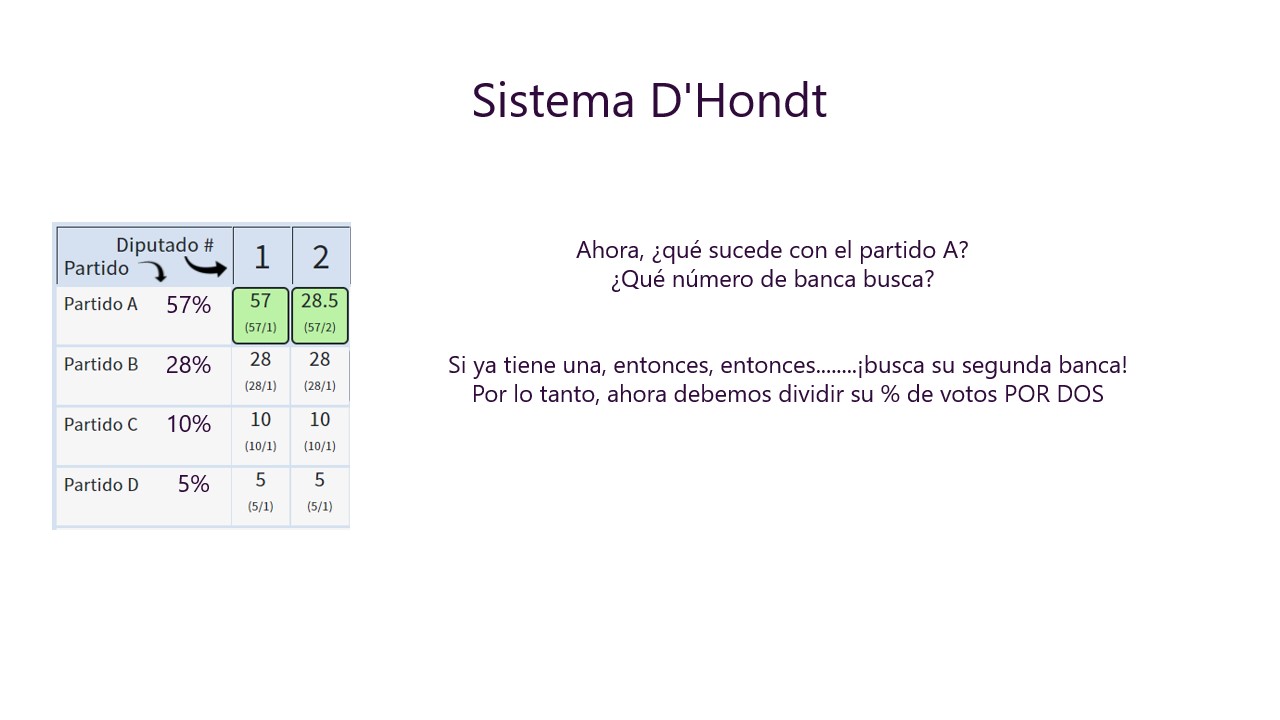 Sistema D'Hondt
Diputado #
Partido
1
2
Partido A 57% 57 28.5
(57/1) (57/2)
Partido B 28% 28 28
(28/1) (28/1)
Partido C 10% 10 10
(10/1) (10/1)
Partido D 5% 5 5
(5/1) (5/1)
Ahora, ¿qué sucede con el partido A?
¿Qué número de banca busca?
Si ya tiene una, entonces, entonces........¡busca su segunda banca!
Por lo tanto, ahora debemos dividir su % de votos POR DOS